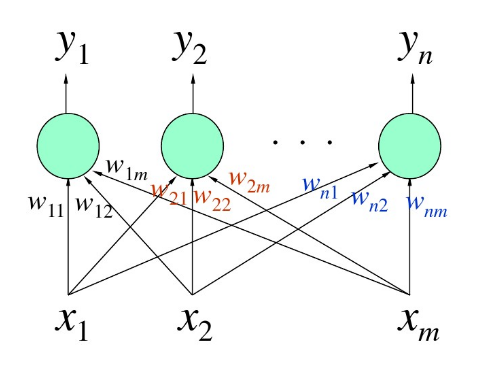 y1 y2 yn
. . .
w1m
w21 w2m wn1
w11 w12 w22 wn2 wnm
x1 x2 xm